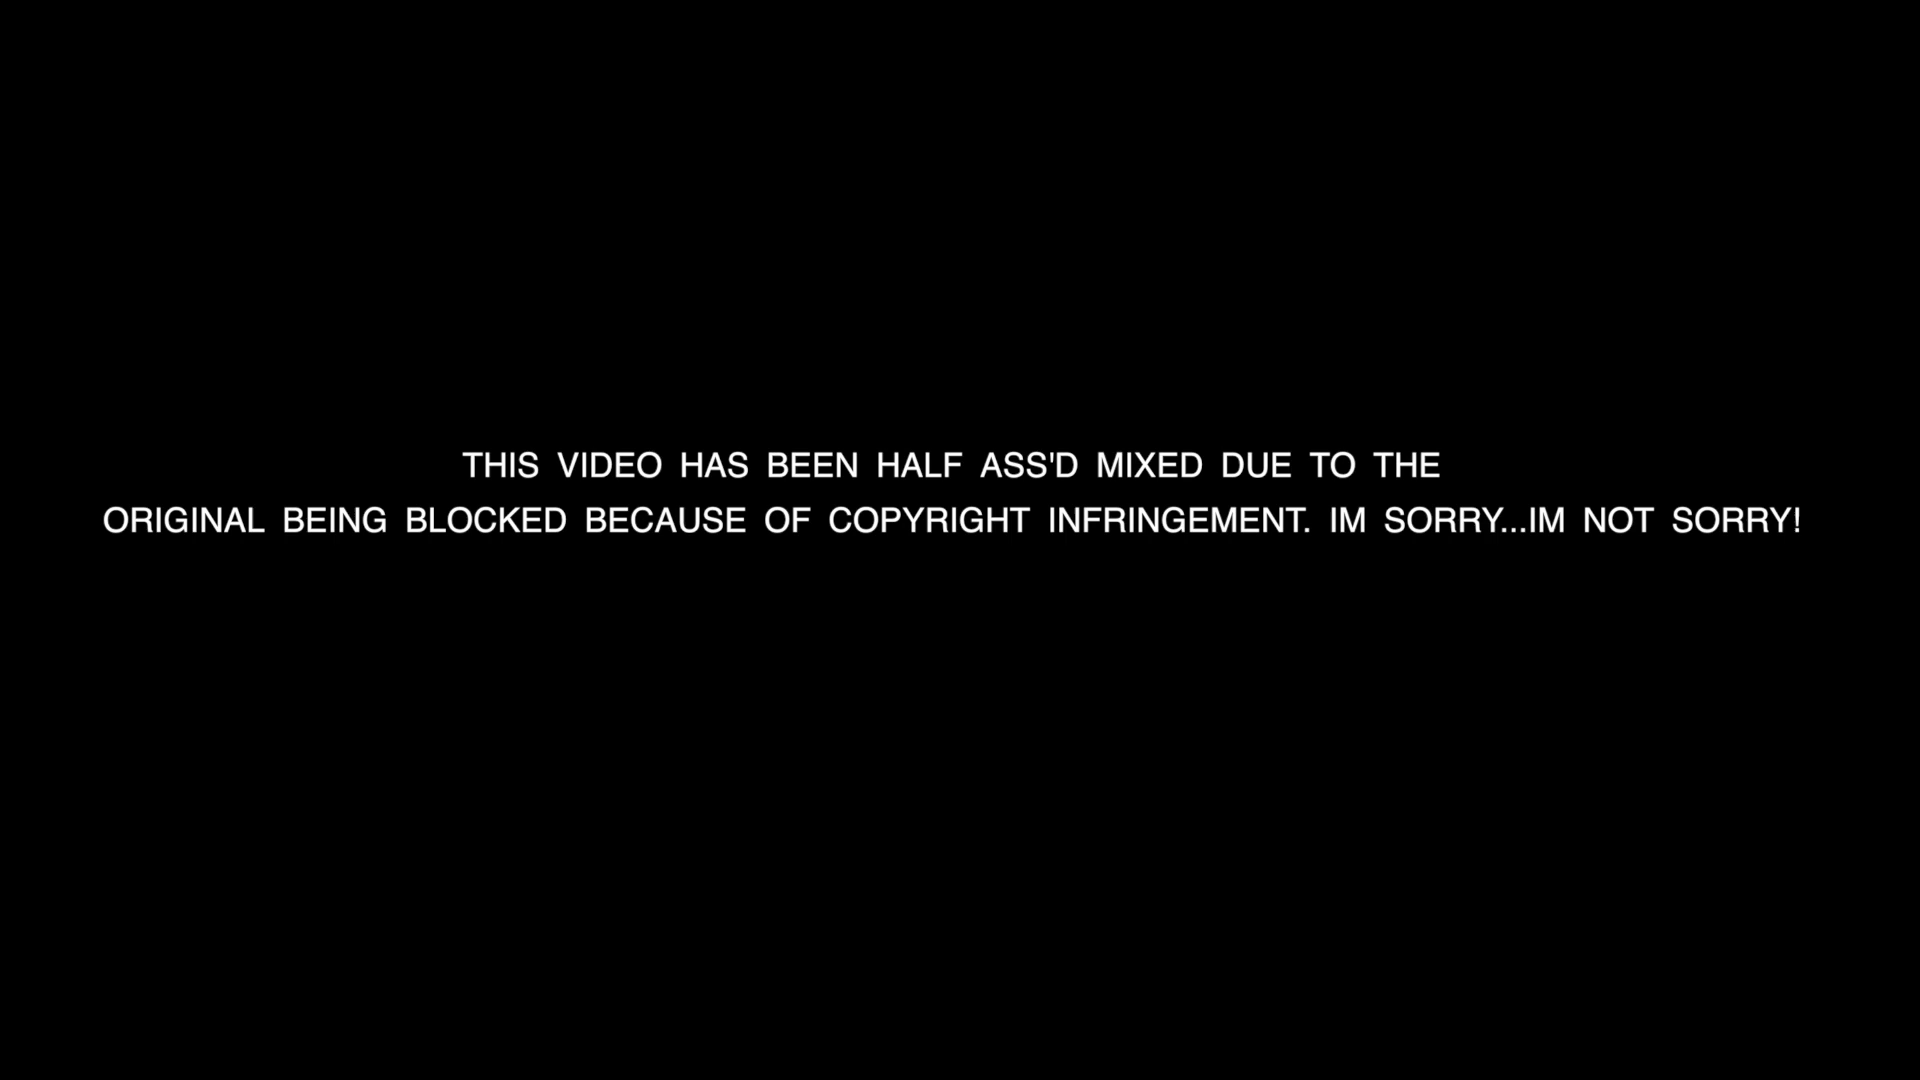 THIS VIDEO HAS BEEN HALF ASS'D MIXED DUE TO THE
ORIGINAL BEING BLOCKED BECAUSE OF COPYRIGHT INFRINGEMENT. IM SORRY...IM NOT SORRY!